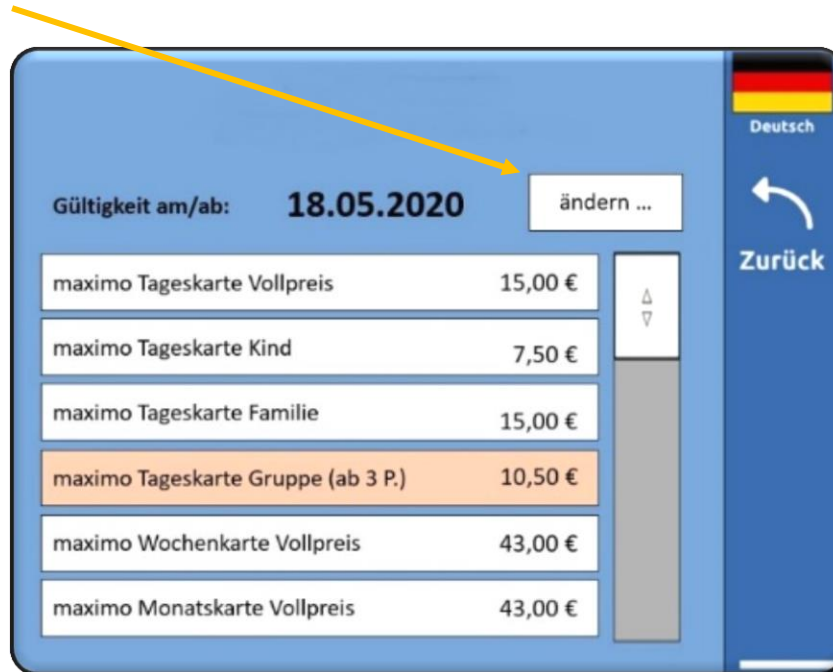 Deutsch
Gültigkeit am/ab: 18.05.2020 ändern ...
Zurück
maximo Tageskarte Vollpreis 15,00 €
maximo Tageskarte Kind 7,50 €
maximo Tageskarte Familie 15,00 €
maximo Tageskarte Gruppe (ab 3 P.) 10,50 €
maximo Wochenkarte Vollpreis 43,00 €
maximo Monatskarte Vollpreis 43,00 €